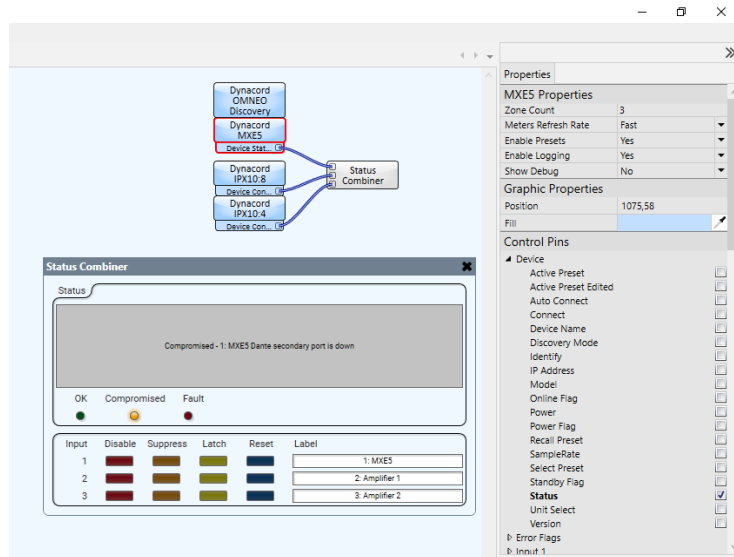 Dynacord
OMNEO
Discovery
Dynacord
MXE5
Device Stat...
Dynacord
IPX10:8
Device Con...
Dynacord
IPX10:4
Device Con...
Status
Combiner
Status Combiner
Status
Compromised - 1: MXE5 Dante secondary port is down
OK Compromised Fault
Input Disable Suppress Latch Reset Label
1 1: MXE5
2 2: Amplifier 1
3 3: Amplifier 2
Properties
MXE5 Properties
Zone Count 3
Meters Refresh Rate Fast
Enable Presets Yes
Enable Logging Yes
Show Debug No
Graphic Properties
Position 1075,58
Fill
Control Pins
Device
Active Preset
Active Preset Edited
Auto Connect
Connect
Device Name
Discovery Mode
Identify
IP Address
Model
Online Flag
Power
Power Flag
Recall Preset
SampleRate
Select Preset
Standby Flag
Status
Unit Select
Version
Error Flags
Input 1